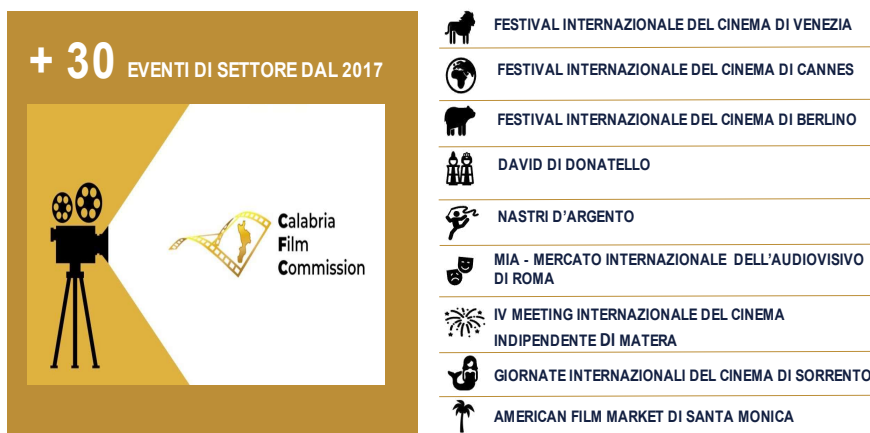 + 30 EVENTI DI SETTORE DAL 2017
Calabria
Film
Commission
FESTIVAL INTERNAZIONALE DEL CINEMA DI VENEZIA
FESTIVAL INTERNAZIONALE DEL CINEMA DI CANNES
FESTIVAL INTERNAZIONALE DEL CINEMA DI BERLINO
DAVID DI DONATELLO
NASTRI D'ARGENTO
MIA - MERCATO INTERNAZIONALE DELL'AUDIOVISIVO
DI ROMA
IV MEETING INTERNAZIONALE DEL CINEMA
INDIPENDENTE DI MATERA
GIORNATE INTERNAZIONALI DEL CINEMA DI SORRENTO
AMERICAN FILM MARKET DI SANTA MONICA